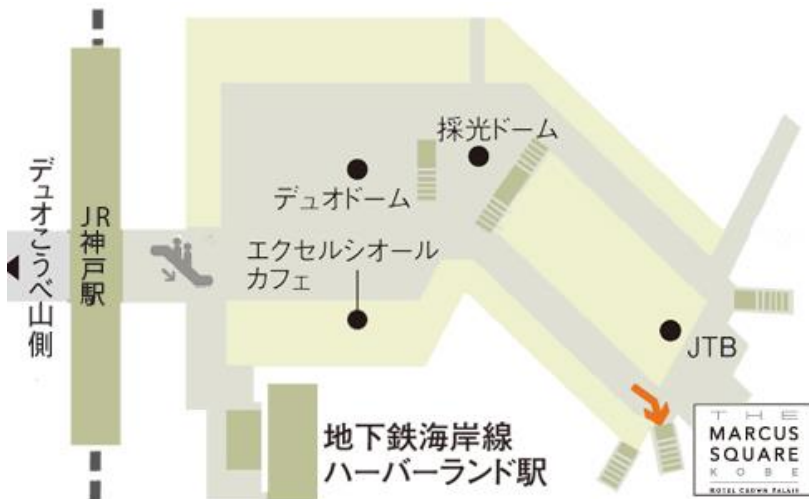 採光ドーム
デュオドーム
デュオこうべ山側
JR神戸駅
エクセルシオール
カフェ
JTB
地下鉄海岸線
ハーバーランド駅
THE
MARCUS
SQUARE
KOBE
HOTEL CROWN PALAIS